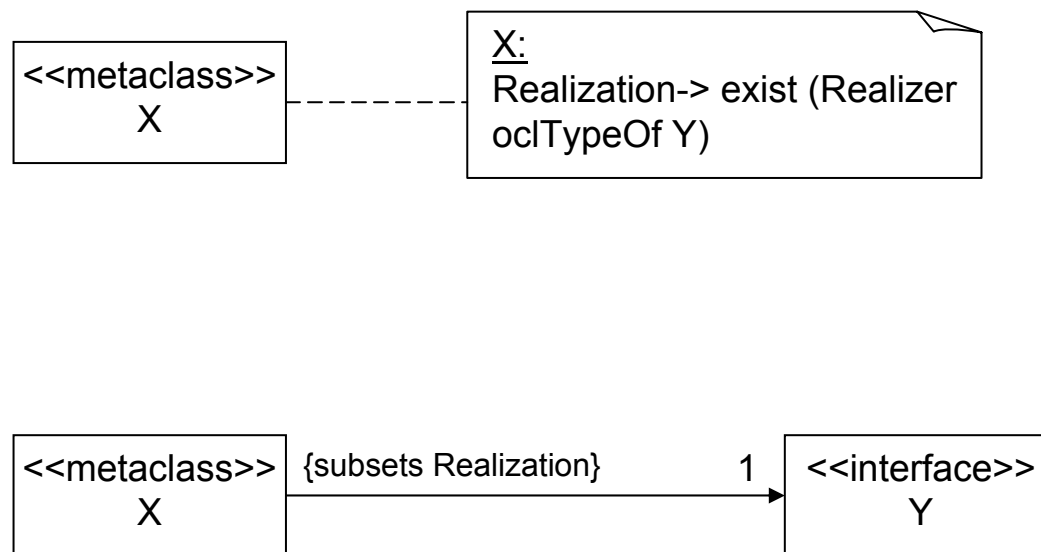 <<metaclass>>
X
X:
Realization-> exist (Realizer
oclTypeOf Y)
<<metaclass>>
X
{subsets Realization}
1
<<interface>>
Y